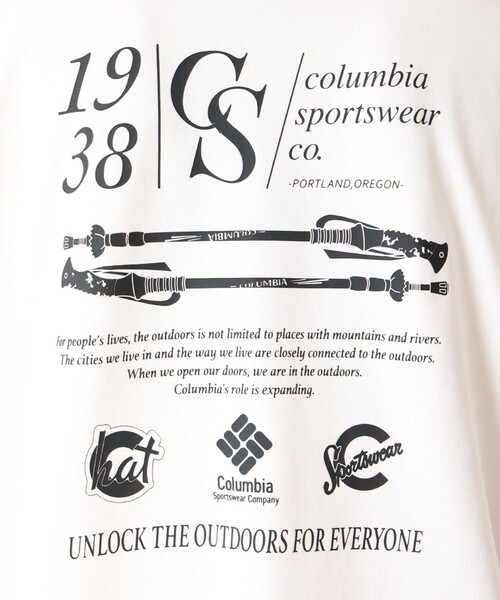 19
38
CS
columbia
sportswear
co.
-PORTLAND,OREGON-
COLUMBIA
COLUMBIA
For people's lives, the outdoors is not limited to places with mountains and rivers.
The cities we live in and the way we live are closely connected to the outdoors.
When we open our doors, we are in the outdoors.
Columbia's role is expanding.
C hat
Columbia
Sportswear Company
C Sportswear
UNLOCK THE OUTDOORS FOR EVERYONE